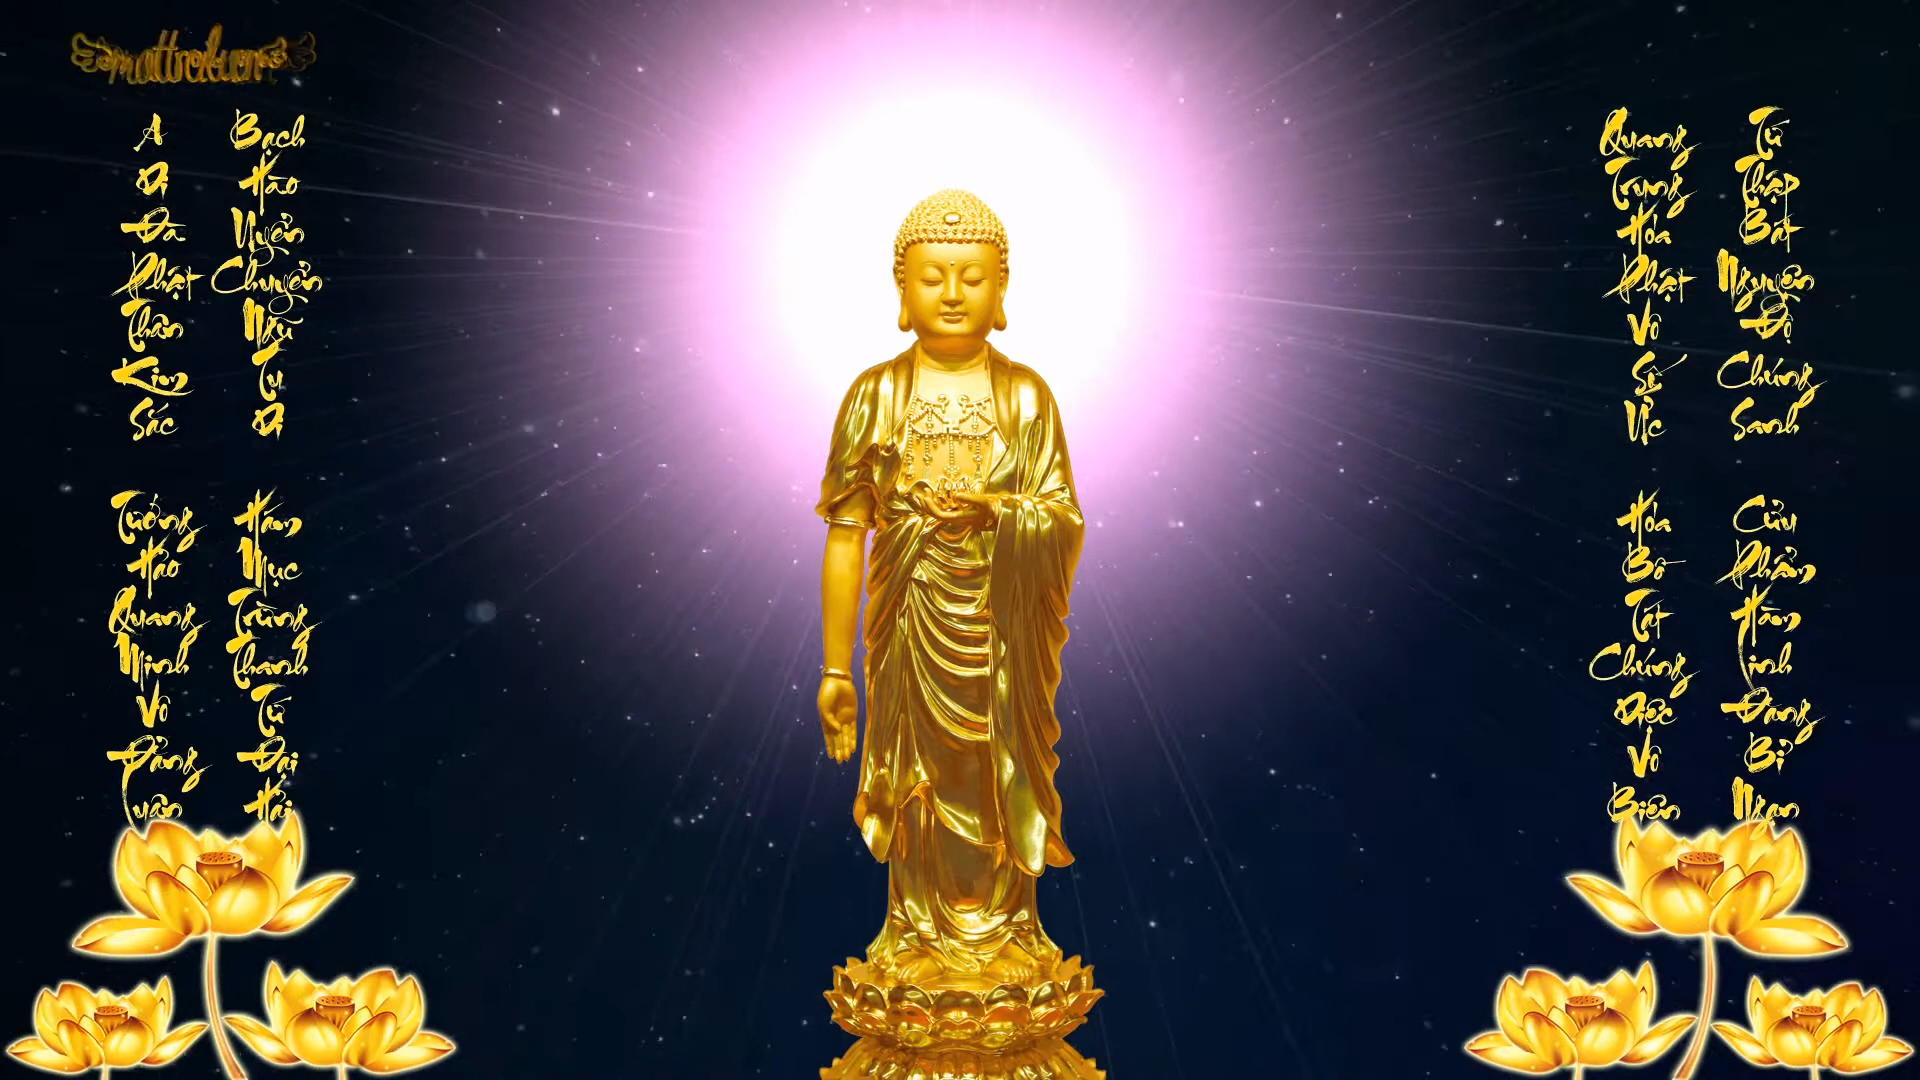 A Di Đà Phật Thân Kim Sắc
Tướng Hảo Quang Minh Vô Đẳng Luân
Bạch Hào Uyển Chuyển Ngũ Tu Di
Hám Mục Trừng Thanh Tứ Đại Hải
Quang Trung Hóa Phật Vô Số Ức
Hóa Bồ Tát Chúng Diệc Vô Biên
Tứ Thập Bát Nguyện Độ Chúng Sanh
Cửu Phẩm Hàm Linh Đăng Bỉ Ngạn